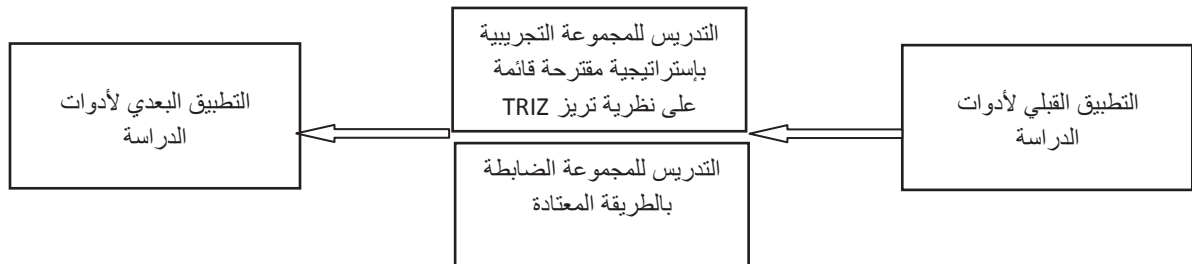 التطبيق القبلي لأدوات
الدراسة
التدريس للمجموعة التجريبية
بإستراتيجية مقترحة قائمة
على نظرية تريز TRIZ
التدريس للمجموعة الضابطة
بالطريقة المعتادة
التطبيق البعدي لأدوات
الدراسة